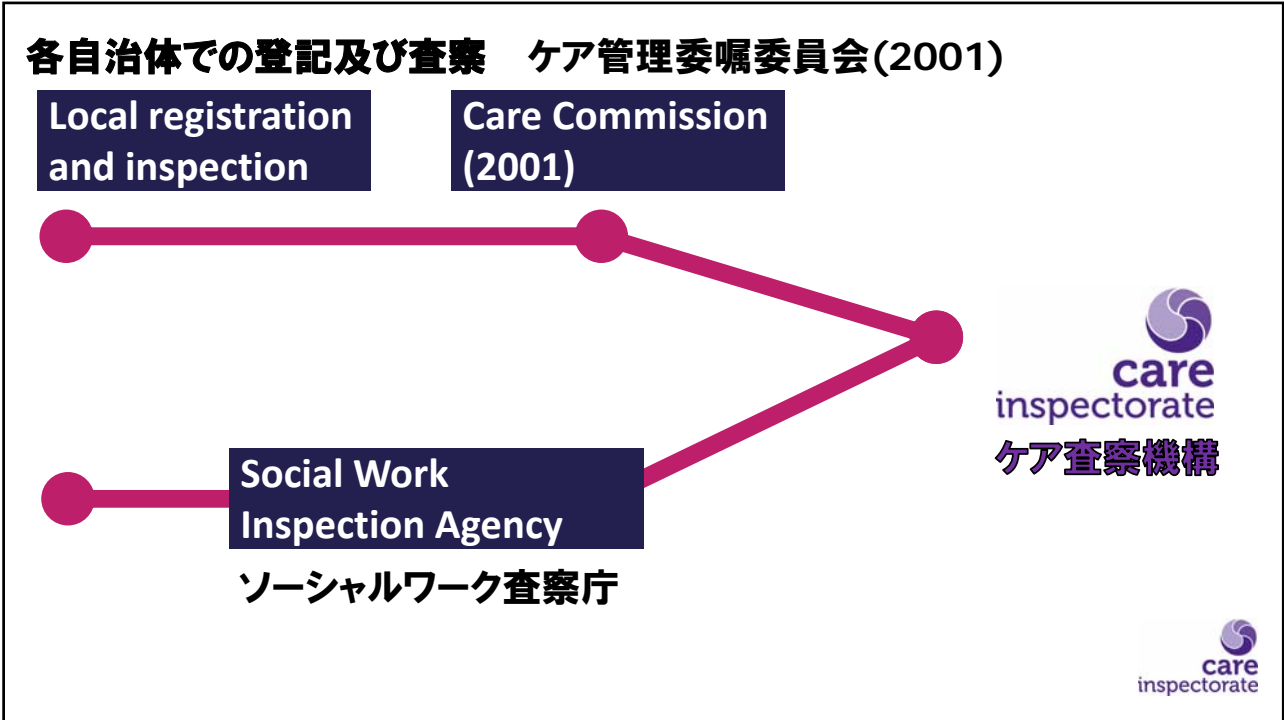 各自治体での登記及び査察　ケア管理委嘱委員会(2001)
Local registration
and inspection
Care Commission
(2001)
care
inspectorate
ケア査察機構
Social Work
Inspection Agency
ソーシャルワーク査察庁
care
inspectorate